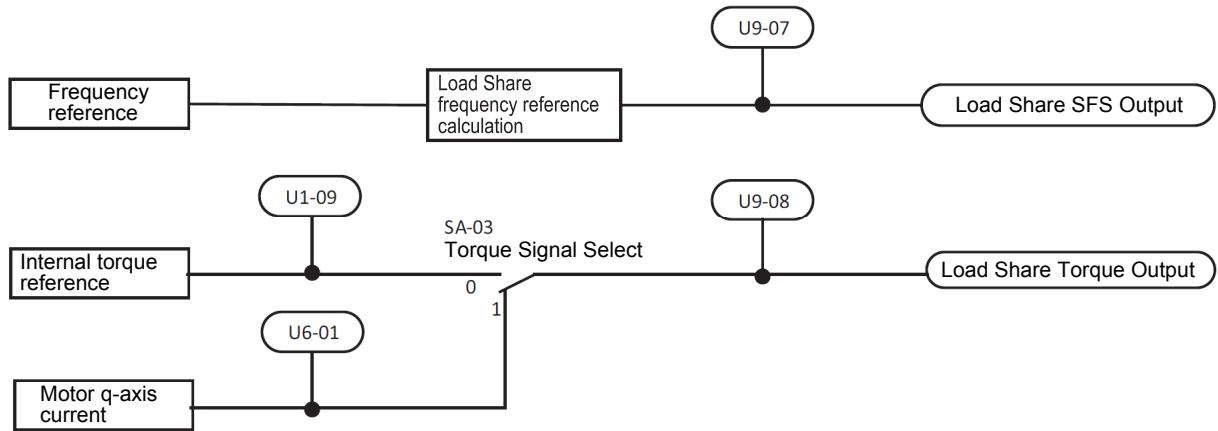 U9-07
Frequency
reference
Load Share
frequency reference
calculation
Load Share SFS Output
U1-09
U9-08
SA-03
Torque Signal Select
Internal torque
reference
0
1
Load Share Torque Output
U6-01
Motor q-axis
current